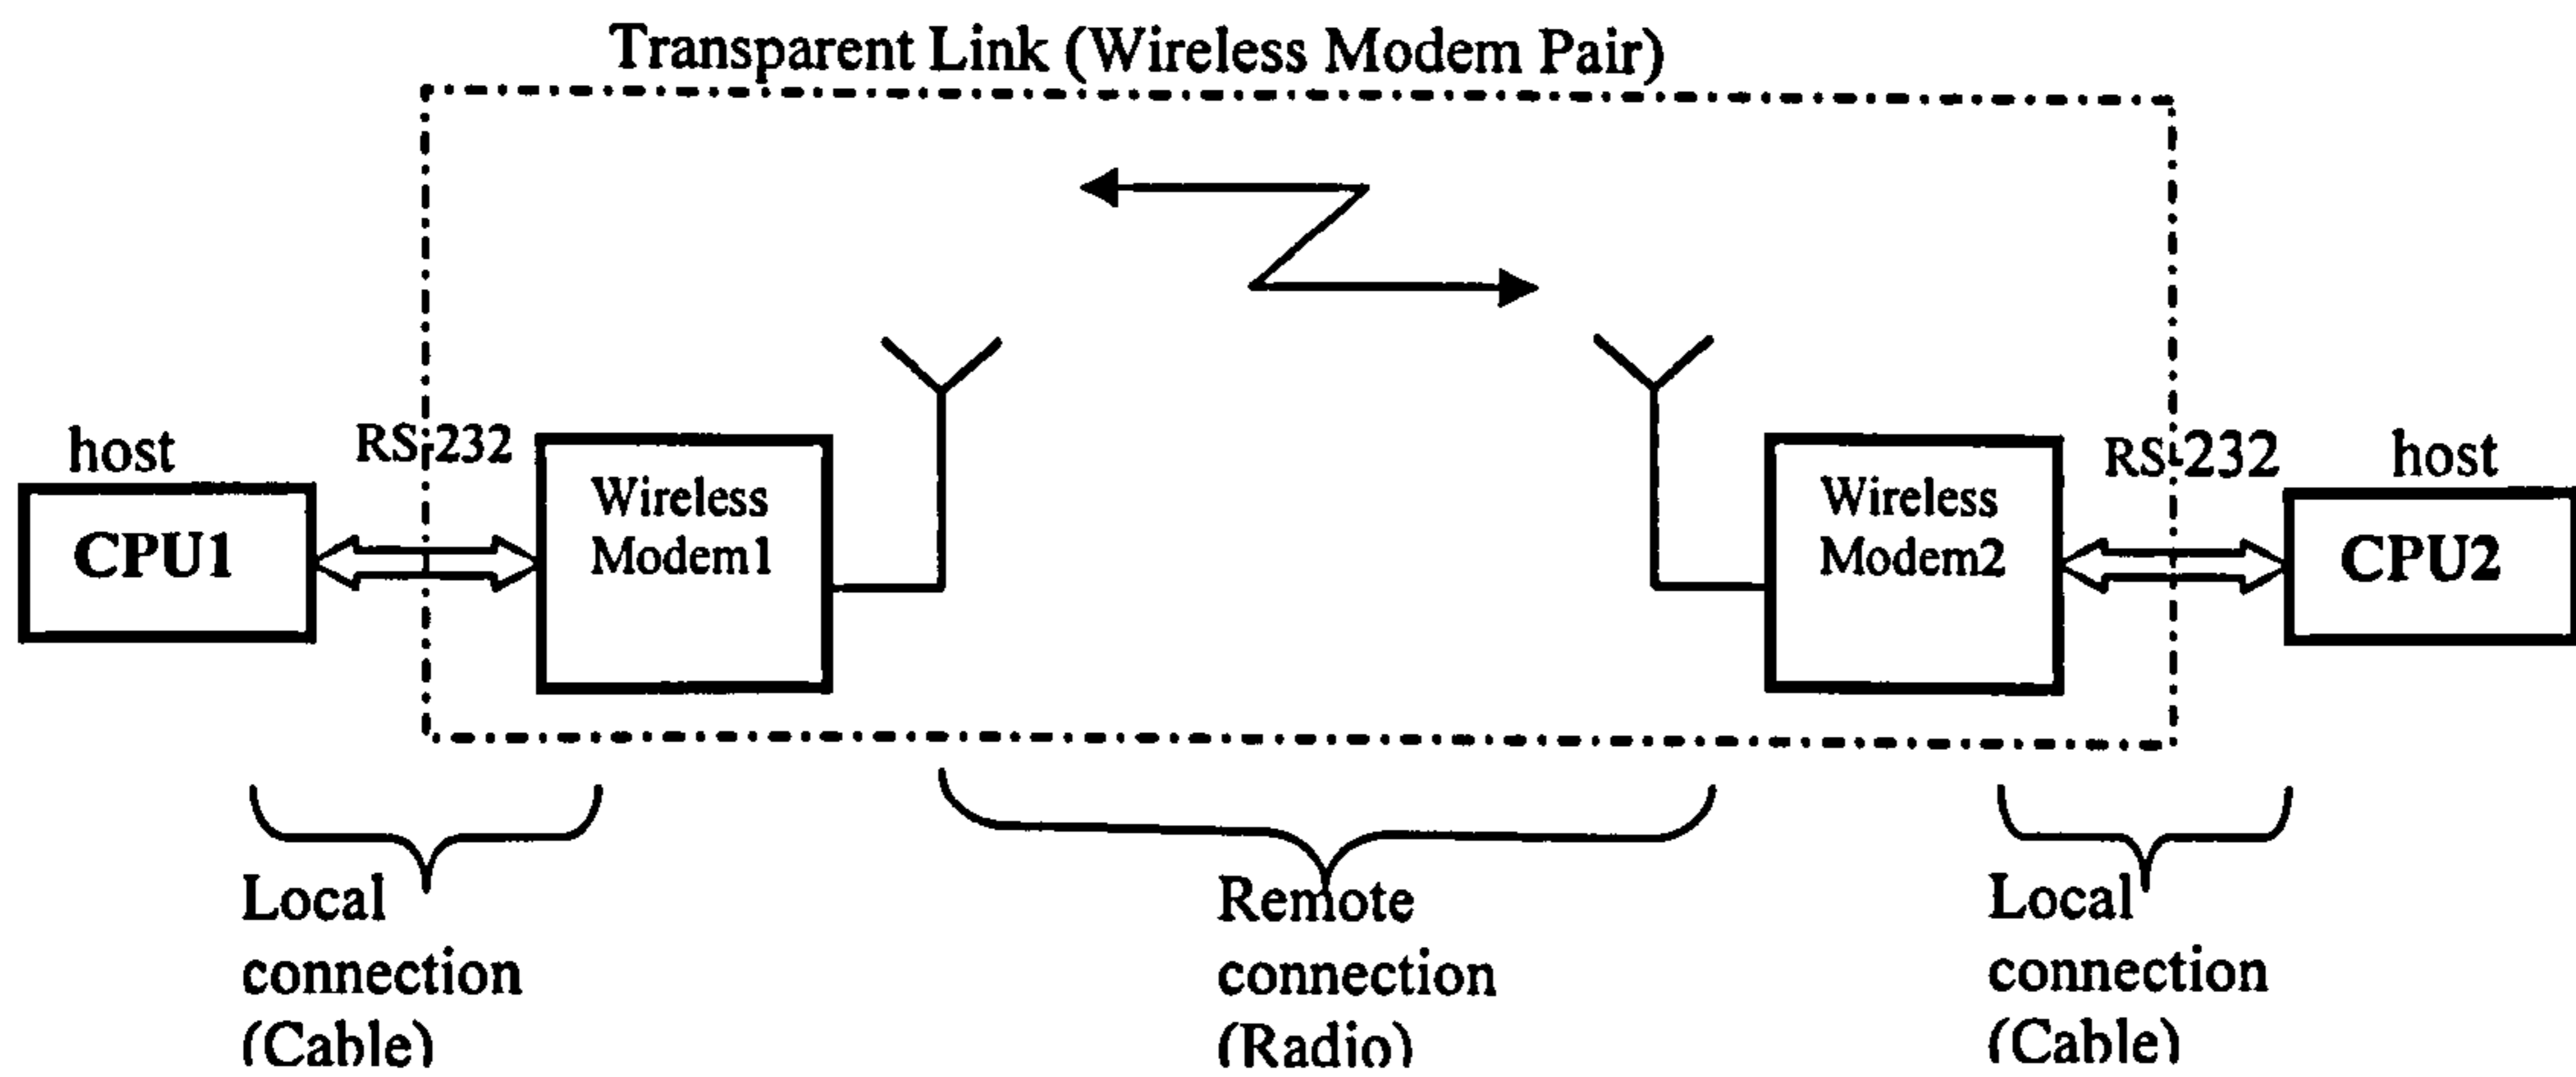 Transparent Link (Wireless Modem Pair)
host
RS-232
CPU1
Wireless
Modem1
Wireless
Modem2
RS-232
host
CPU2
Local
connection
(Cable)
Remote
connection
(Radio)
Local
connection
(Cable)